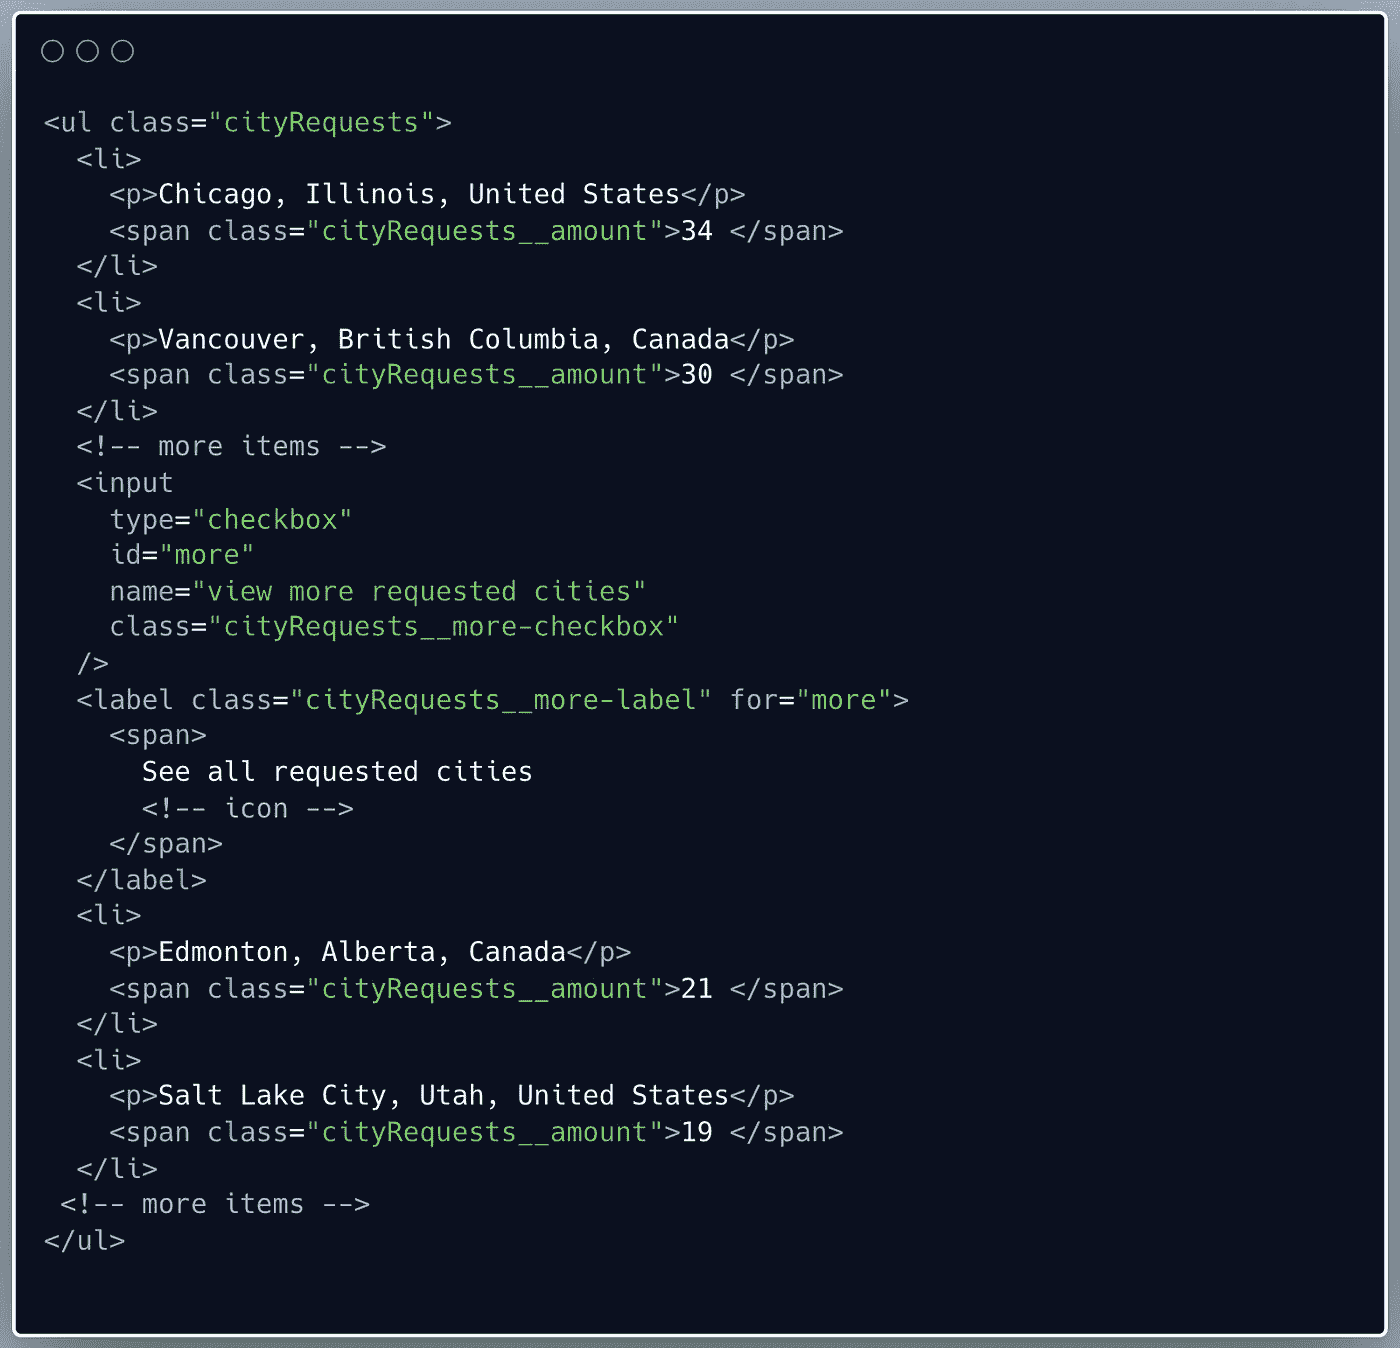 <ul class="cityRequests">
  <li>
    <p>Chicago, Illinois, United States</p>
    <span class="cityRequests__amount">34 </span>
  </li>
  <li>
    <p>Vancouver, British Columbia, Canada</p>
    <span class="cityRequests__amount">30 </span>
  </li>
  <!-- more items -->
  <input
    type="checkbox"
    id="more"
    name="view more requested cities"
    class="cityRequests__more-checkbox"
  />
  <label class="cityRequests__more-label" for="more">
    <span>
      See all requested cities
      <!-- icon -->
    </span>
  </label>
  <li>
    <p>Edmonton, Alberta, Canada</p>
    <span class="cityRequests__amount">21 </span>
  </li>
  <li>
    <p>Salt Lake City, Utah, United States</p>
    <span class="cityRequests__amount">19 </span>
  </li>
 <!-- more items -->
</ul>